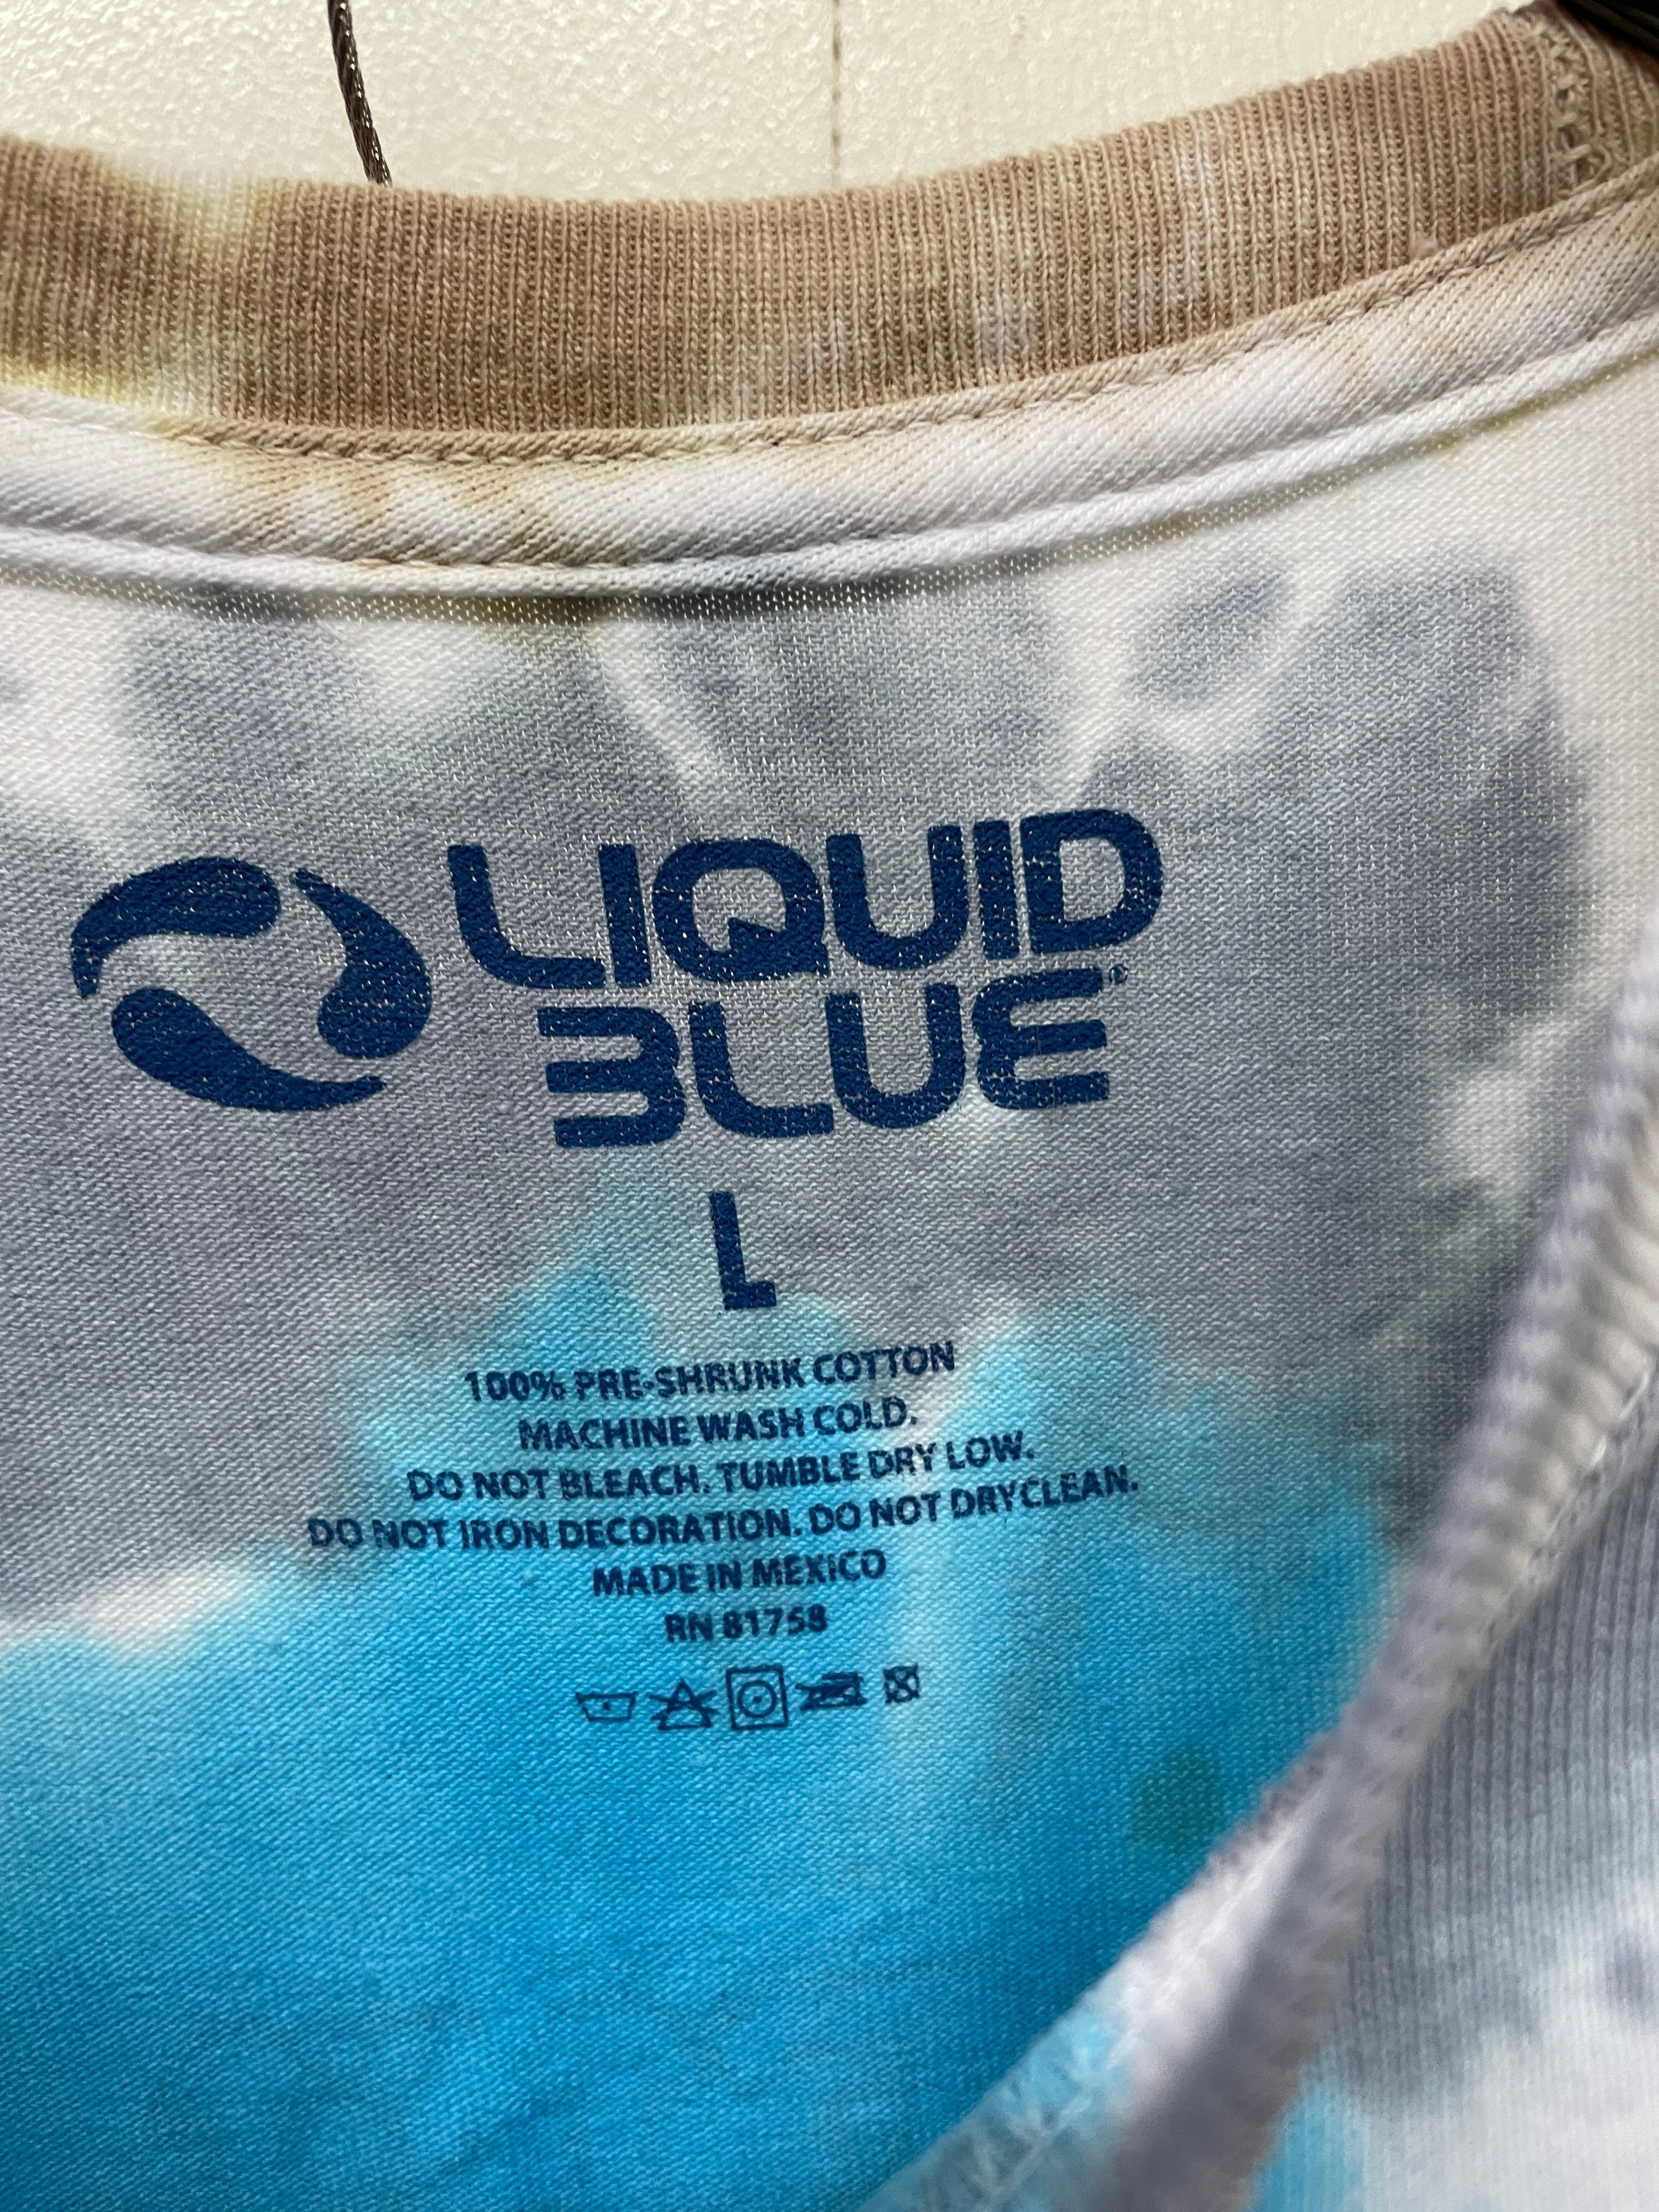 LIQUID
BLUE®
L
100% PRE-SHRUNK COTTON
MACHINE WASH COLD.
DO NOT BLEACH. TUMBLE DRY LOW.
DO NOT IRON DECORATION. DO NOT DRYCLEAN.
MADE IN MEXICO
RN 81758